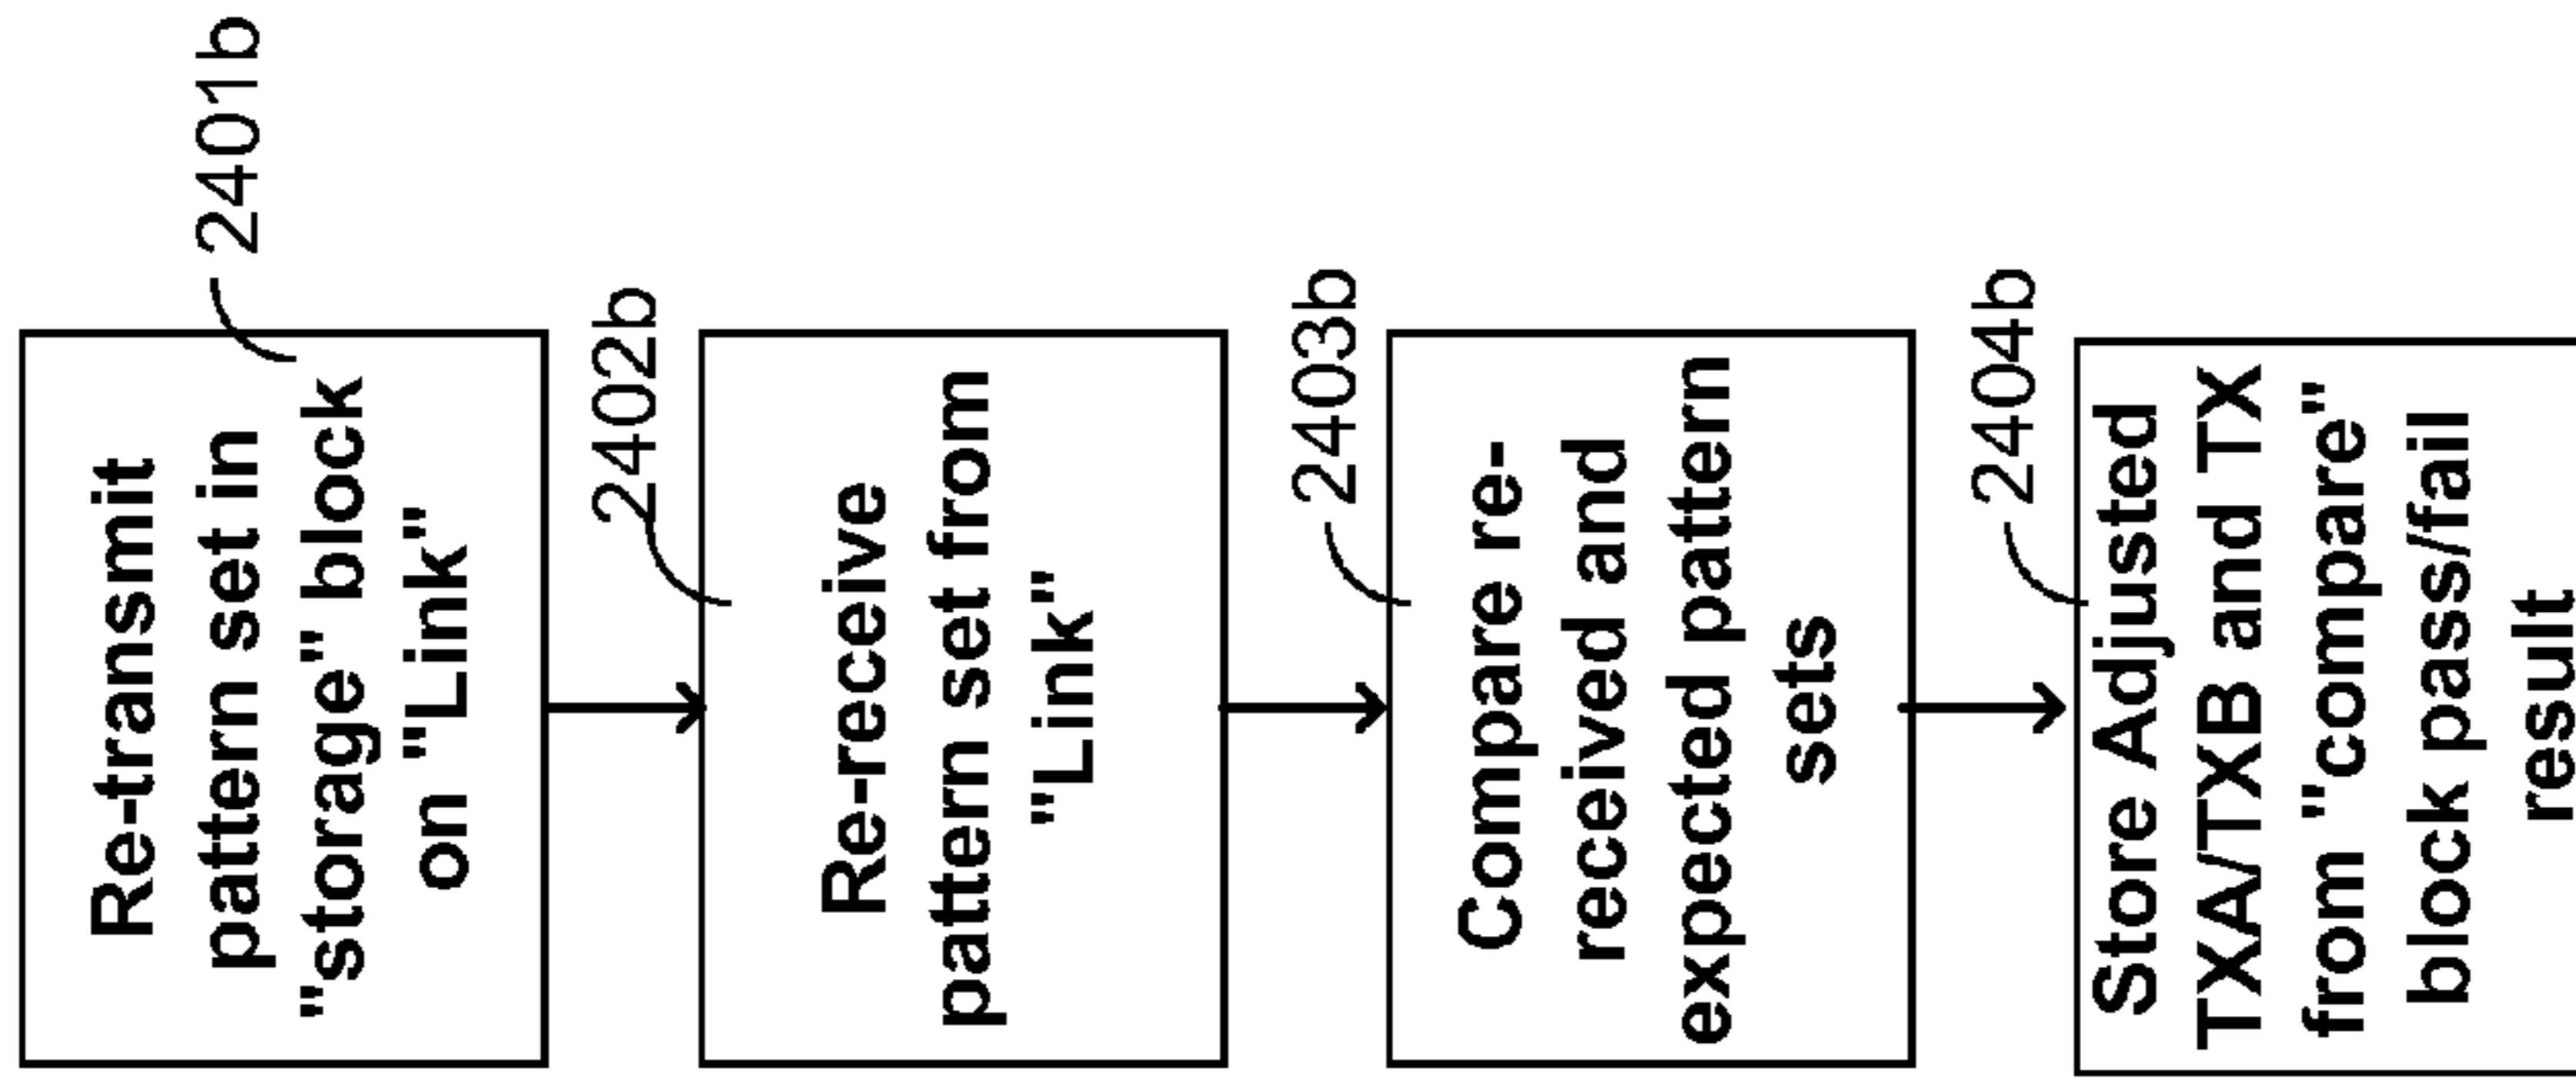 Re-transmit
pattern set in
"storage" block
on "Link"
2401b
Re-receive
pattern set from
"Link"
2402b
Compare re-
received and
expected pattern
sets
2403b
Store Adjusted
TXA/TXB and TX
from "compare"
block pass/fail
result
2404b